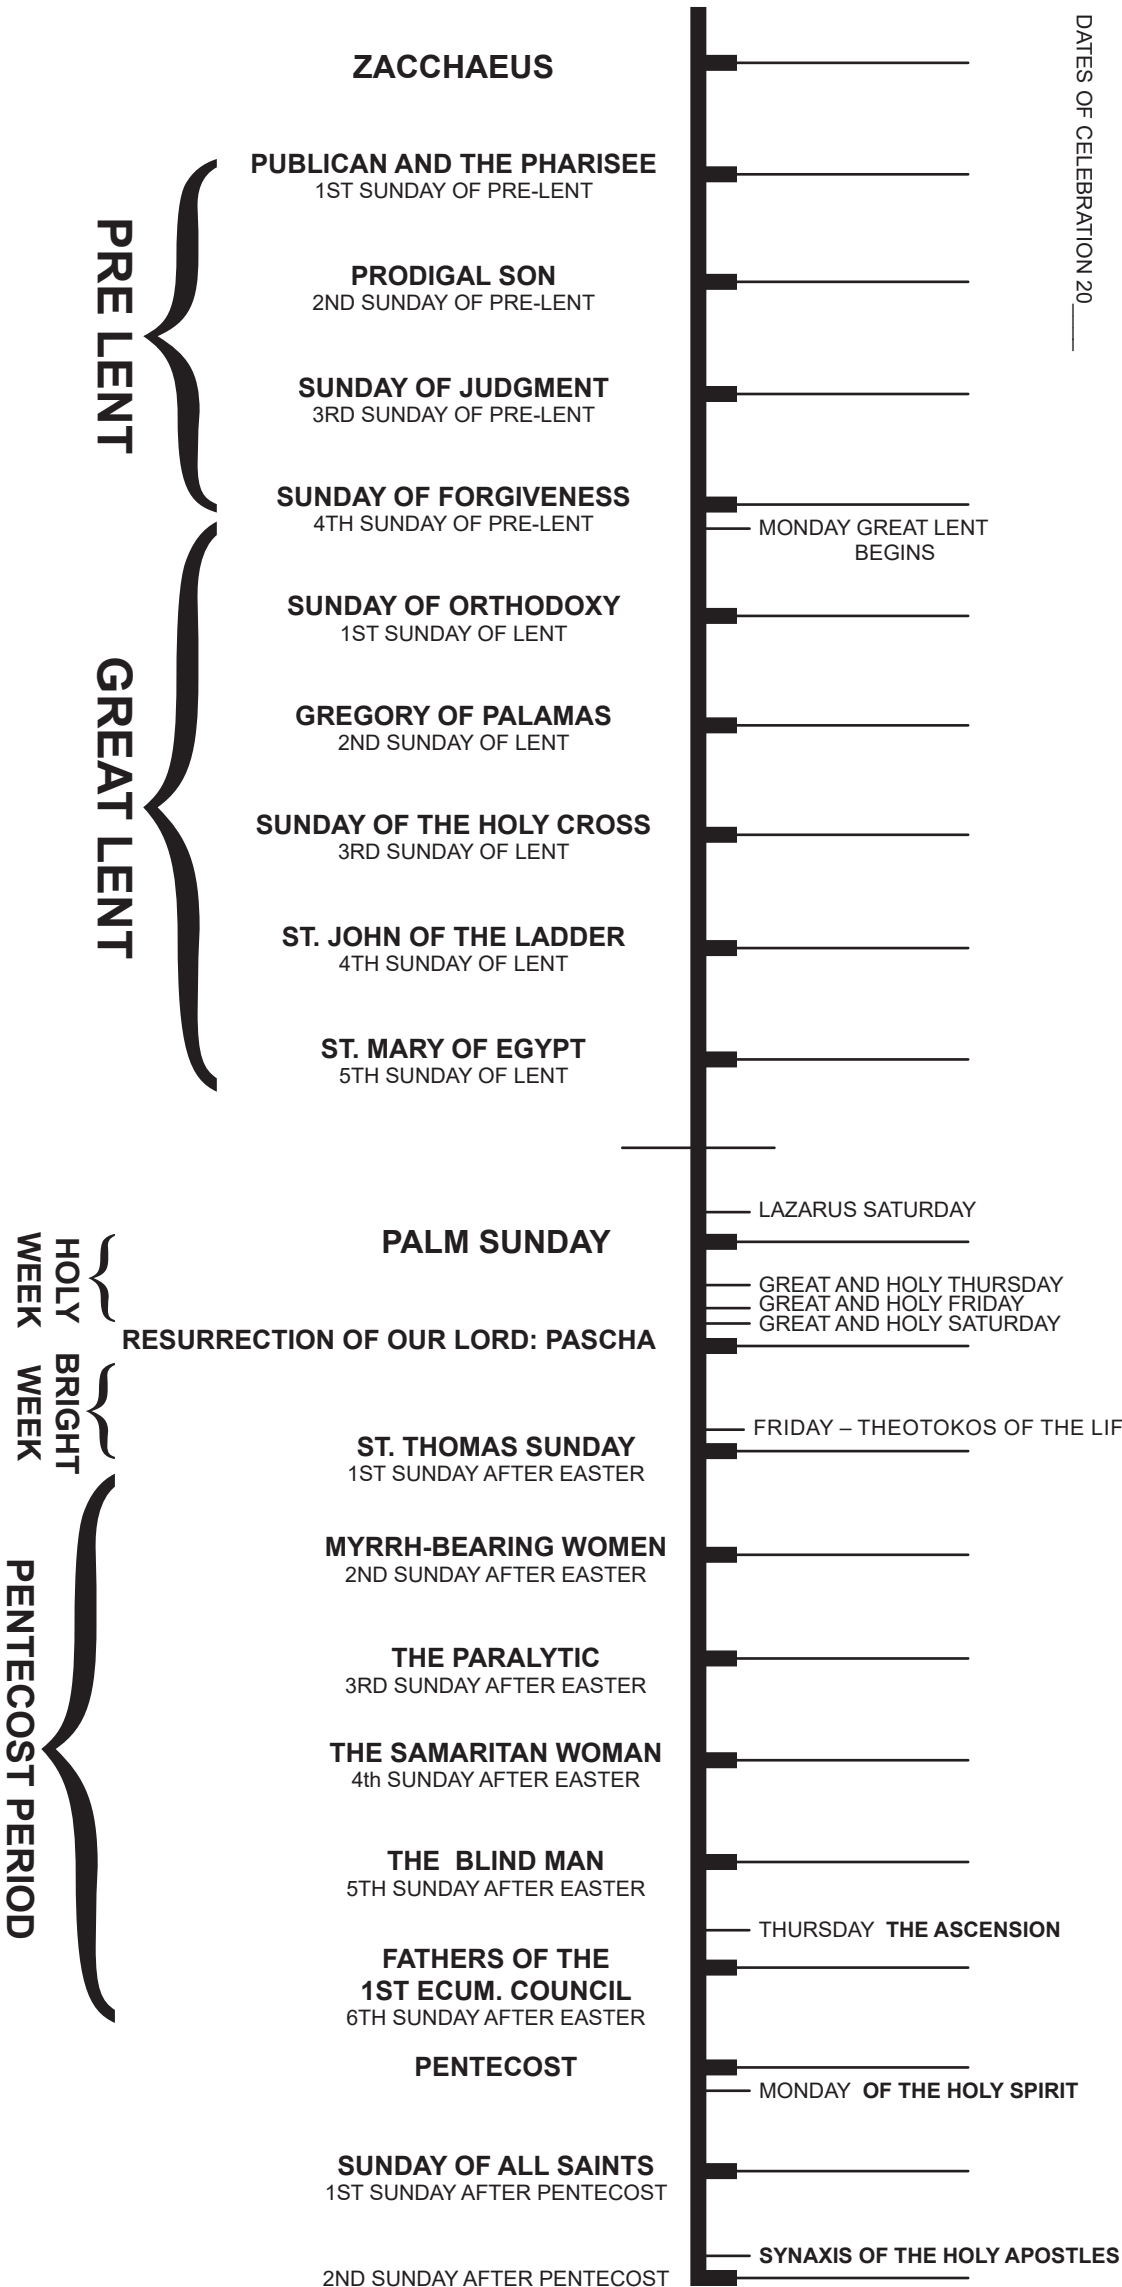 DATES OF CELEBRATION 20____
ZACCHAEUS
PRE LENT
PUBLICAN AND THE PHARISEE
1ST SUNDAY OF PRE-LENT
PRODIGAL SON
2ND SUNDAY OF PRE-LENT
SUNDAY OF JUDGMENT
3RD SUNDAY OF PRE-LENT
SUNDAY OF FORGIVENESS
4TH SUNDAY OF PRE-LENT
MONDAY GREAT LENT
BEGINS
GREAT LENT
SUNDAY OF ORTHODOXY
1ST SUNDAY OF LENT
GREGORY OF PALAMAS
2ND SUNDAY OF LENT
SUNDAY OF THE HOLY CROSS
3RD SUNDAY OF LENT
ST. JOHN OF THE LADDER
4TH SUNDAY OF LENT
ST. MARY OF EGYPT
5TH SUNDAY OF LENT
LAZARUS SATURDAY
HOLY
WEEK
PALM SUNDAY
GREAT AND HOLY THURSDAY
GREAT AND HOLY FRIDAY
GREAT AND HOLY SATURDAY
RESURRECTION OF OUR LORD: PASCHA
BRIGHT
WEEK
FRIDAY – THEOTOKOS OF THE LIF
ST. THOMAS SUNDAY
1ST SUNDAY AFTER EASTER
PENTECOST PERIOD
MYRRH-BEARING WOMEN
2ND SUNDAY AFTER EASTER
THE PARALYTIC
3RD SUNDAY AFTER EASTER
THE SAMARITAN WOMAN
4th SUNDAY AFTER EASTER
THE BLIND MAN
5TH SUNDAY AFTER EASTER
THURSDAY THE ASCENSION
FATHERS OF THE
1ST ECUM. COUNCIL
6TH SUNDAY AFTER EASTER
PENTECOST
MONDAY OF THE HOLY SPIRIT
SUNDAY OF ALL SAINTS
1ST SUNDAY AFTER PENTECOST
SYNAXIS OF THE HOLY APOSTLES
2ND SUNDAY AFTER PENTECOST